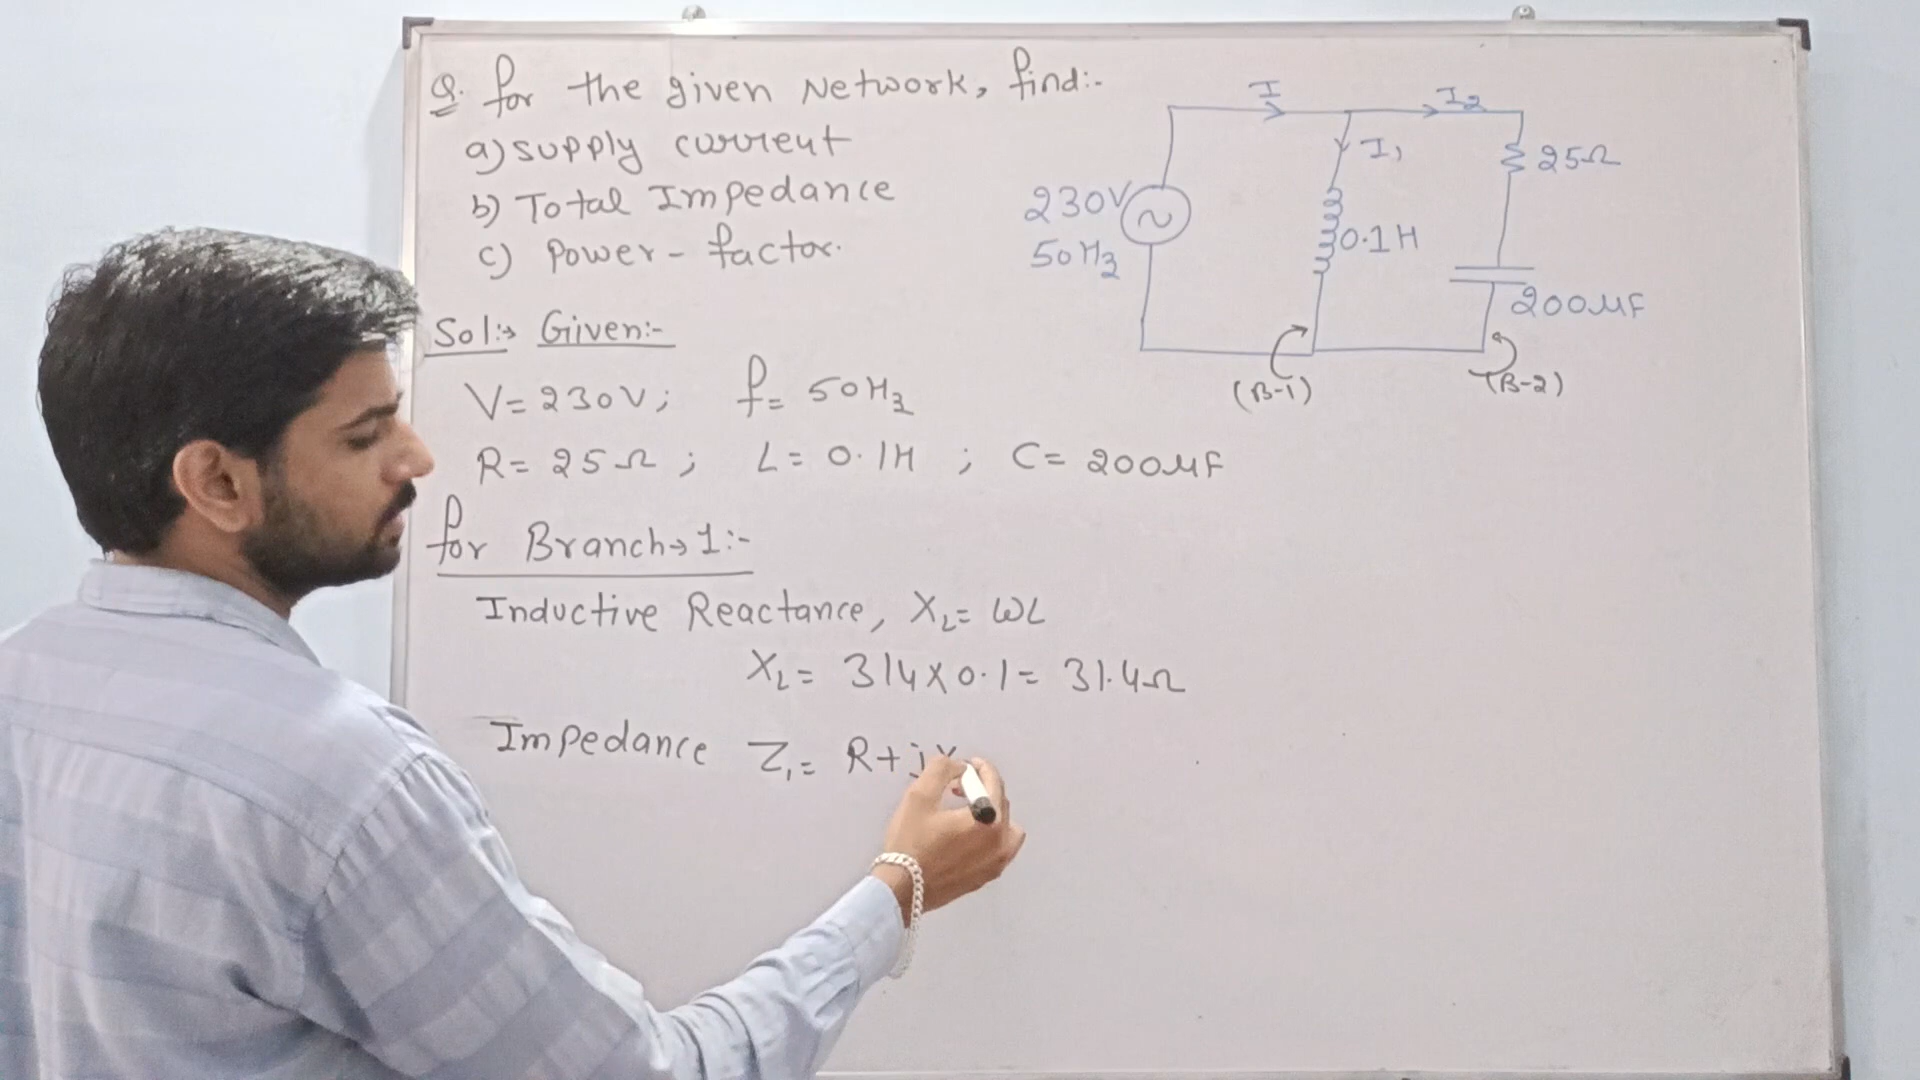 Q. for the given Network, find:-
a) supply current
b) Total Impedance
c) Power-factor.
I
I2
I1
25Ω
230V
50Hz
0.1H
200μF
(B-1)
(B-2)
Sol:→ Given:-
V=230V; f=50Hz
R=25Ω; L=0.1H; C=200μF
for Branch→1:-
Inductive Reactance, XL=ωL
XL=314×0.1=31.4Ω
Impedance Z1=R+jX